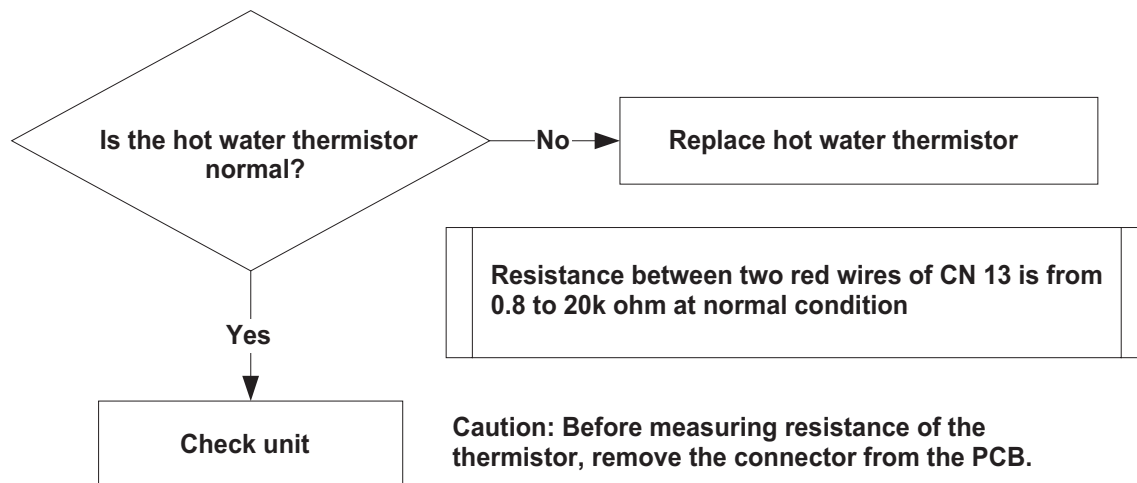 Is the hot water thermistor
normal?
No
Replace hot water thermistor
Resistance between two red wires of CN 13 is from
0.8 to 20k ohm at normal condition
Yes
Check unit
Caution: Before measuring resistance of the
thermistor, remove the connector from the PCB.